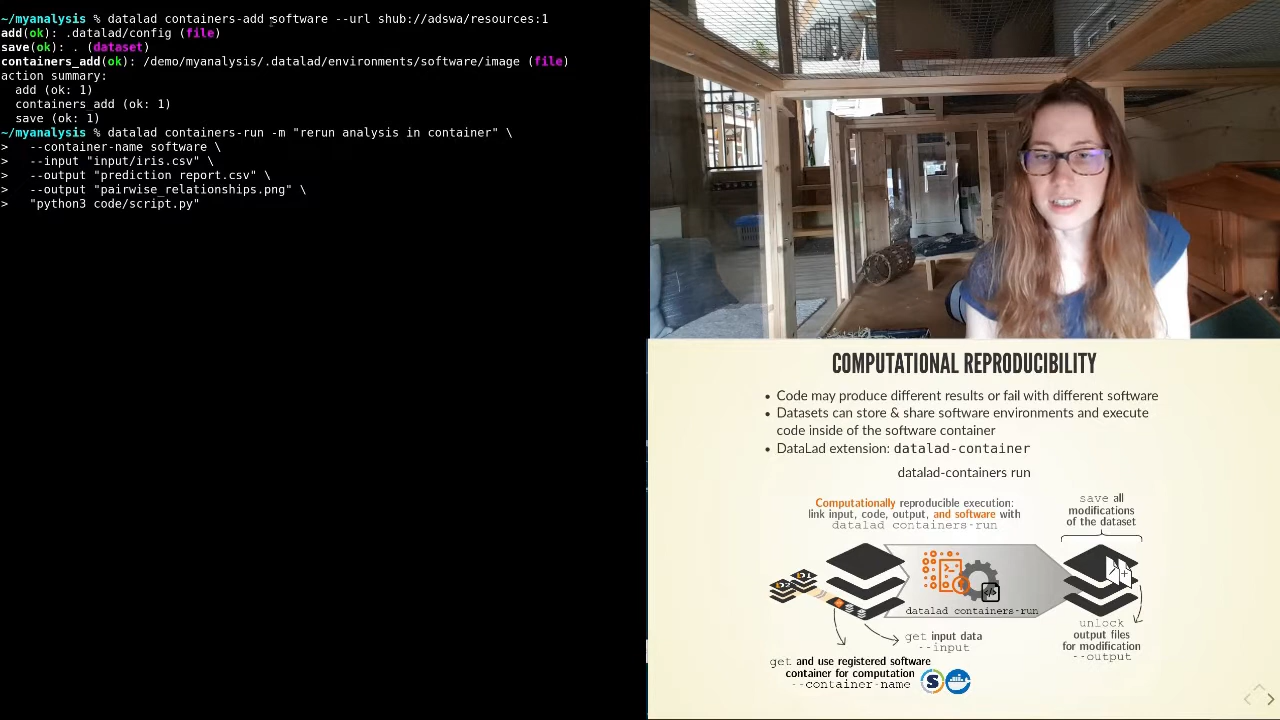 ~/myanalysis % datalad containers-add software --url shub://adswa/resources:1
add(ok): .datalad/config (file)
save(ok): . (dataset)
containers_add(ok): /demo/myanalysis/.datalad/environments/software/image (file)
action summary:
add (ok: 1)
containers_add (ok: 1)
save (ok: 1)
~/myanalysis % datalad containers-run -m "rerun analysis in container" \
--container-name software \
> --input "input/iris.csv" \
> --output "prediction_report.csv" \
> --output "pairwise_relationships.png" \
> "python3 code/script.py"
COMPUTATIONAL REPRODUCIBILITY
• Code may produce different results or fail with different software
• Datasets can store & share software environments and execute
code inside of the software container
• DataLad extension: datalad-container
datalad-containers run
Computationally reproducible execution:
link input, code, output, and software with
datalad containers-run
save all
modifications
of the dataset
datalad containers-run
get input data
--input
unlock
output files
for modification
--output
get and use registered software
container for computation
--container-name